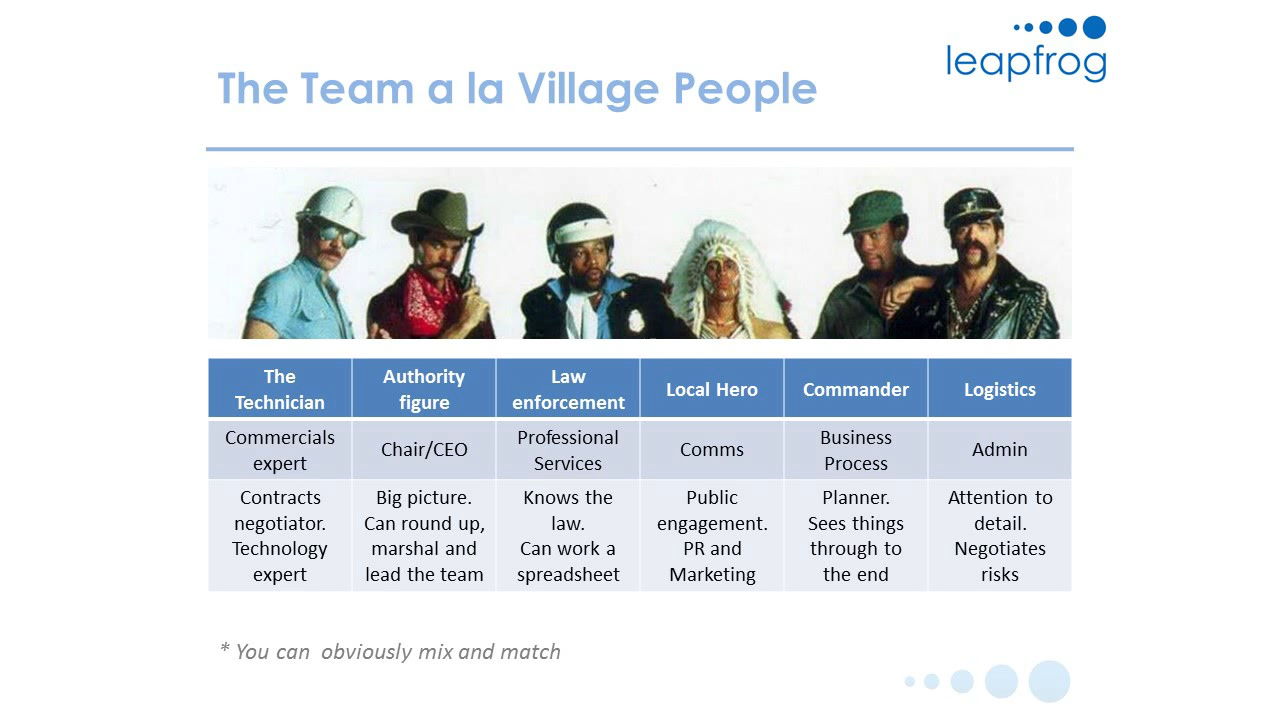 leapfrog
The Team a la Village People
The
Technician
Authority
figure
Law
enforcement
Local Hero
Commander
Logistics
Commercials
expert
Chair/CEO
Professional
Services
Comms
Business
Process
Admin
Contracts
negotiator.
Technology
expert
Big picture.
Can round up,
marshal and
lead the team
Knows the
law.
Can work a
spreadsheet
Public
engagement.
PR and
Marketing
Planner.
Sees things
through to
the end
Attention to
detail.
Negotiates
risks
* You can  obviously mix and match